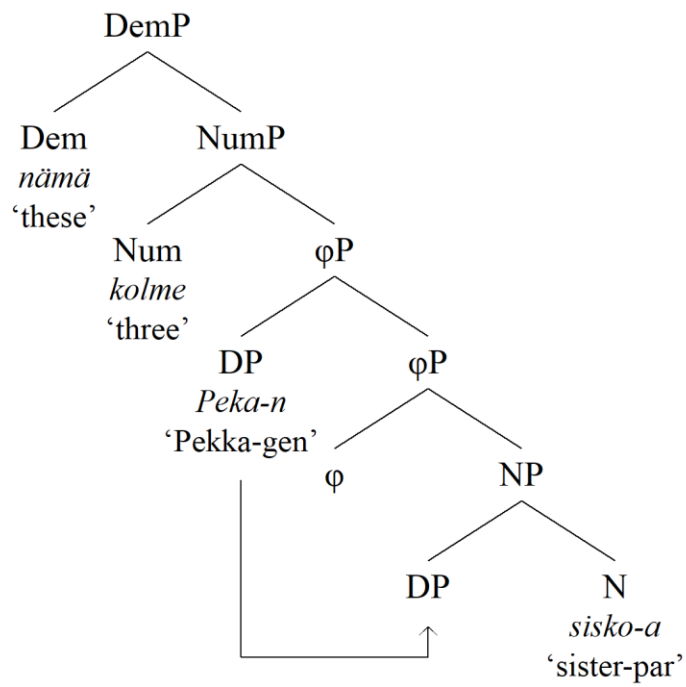 DemP
Dem NumP
nämä
‘these’
Num φP
kolme
‘three’
DP φP
Peka-n
‘Pekka-gen’
φ NP
DP N
sisko-a
‘sister-par’